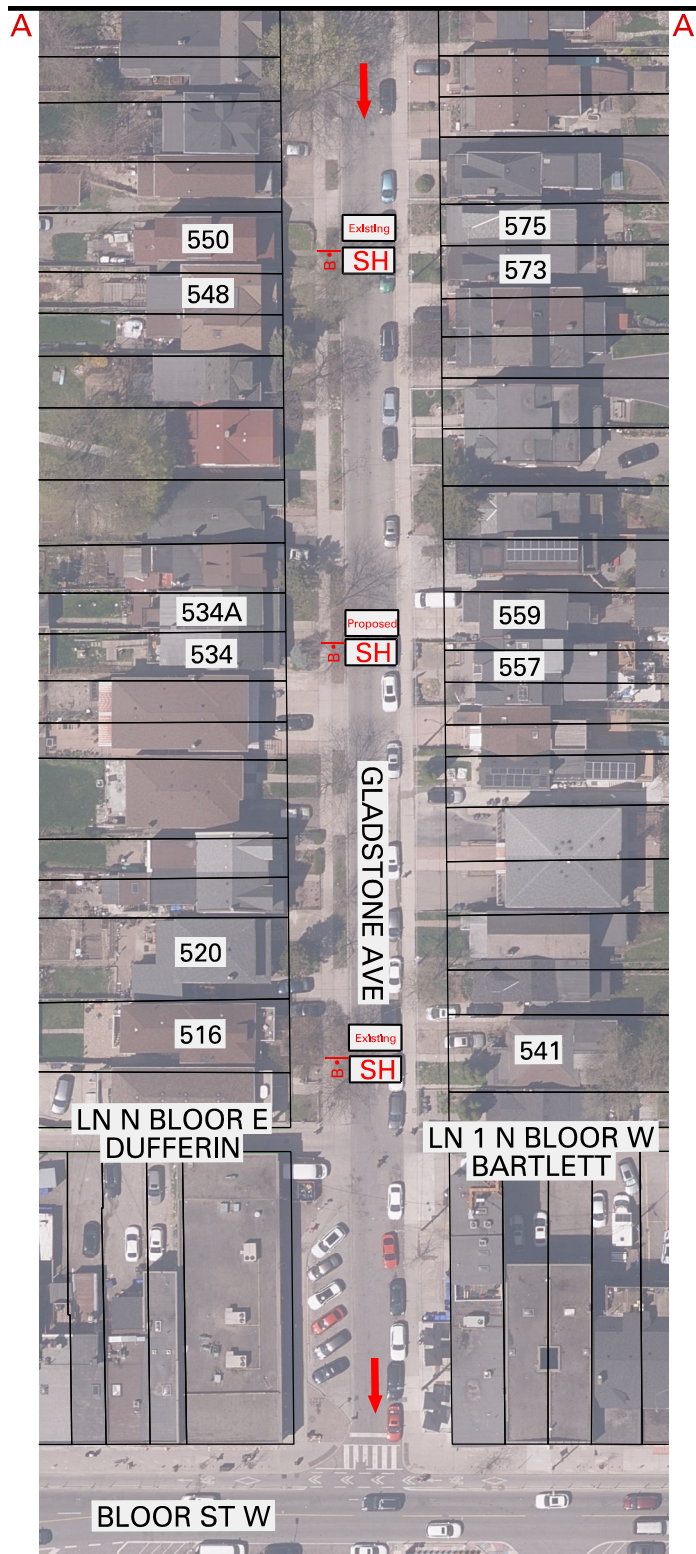 A A
Existing
B SH
550
548
575
573
Proposed
B SH
534A
534
559
557
GLADSTONE AVE
520
516
541
Existing
B SH
LN N BLOOR E
DUFFERIN
LN 1 N BLOOR W
BARTLETT
BLOOR ST W